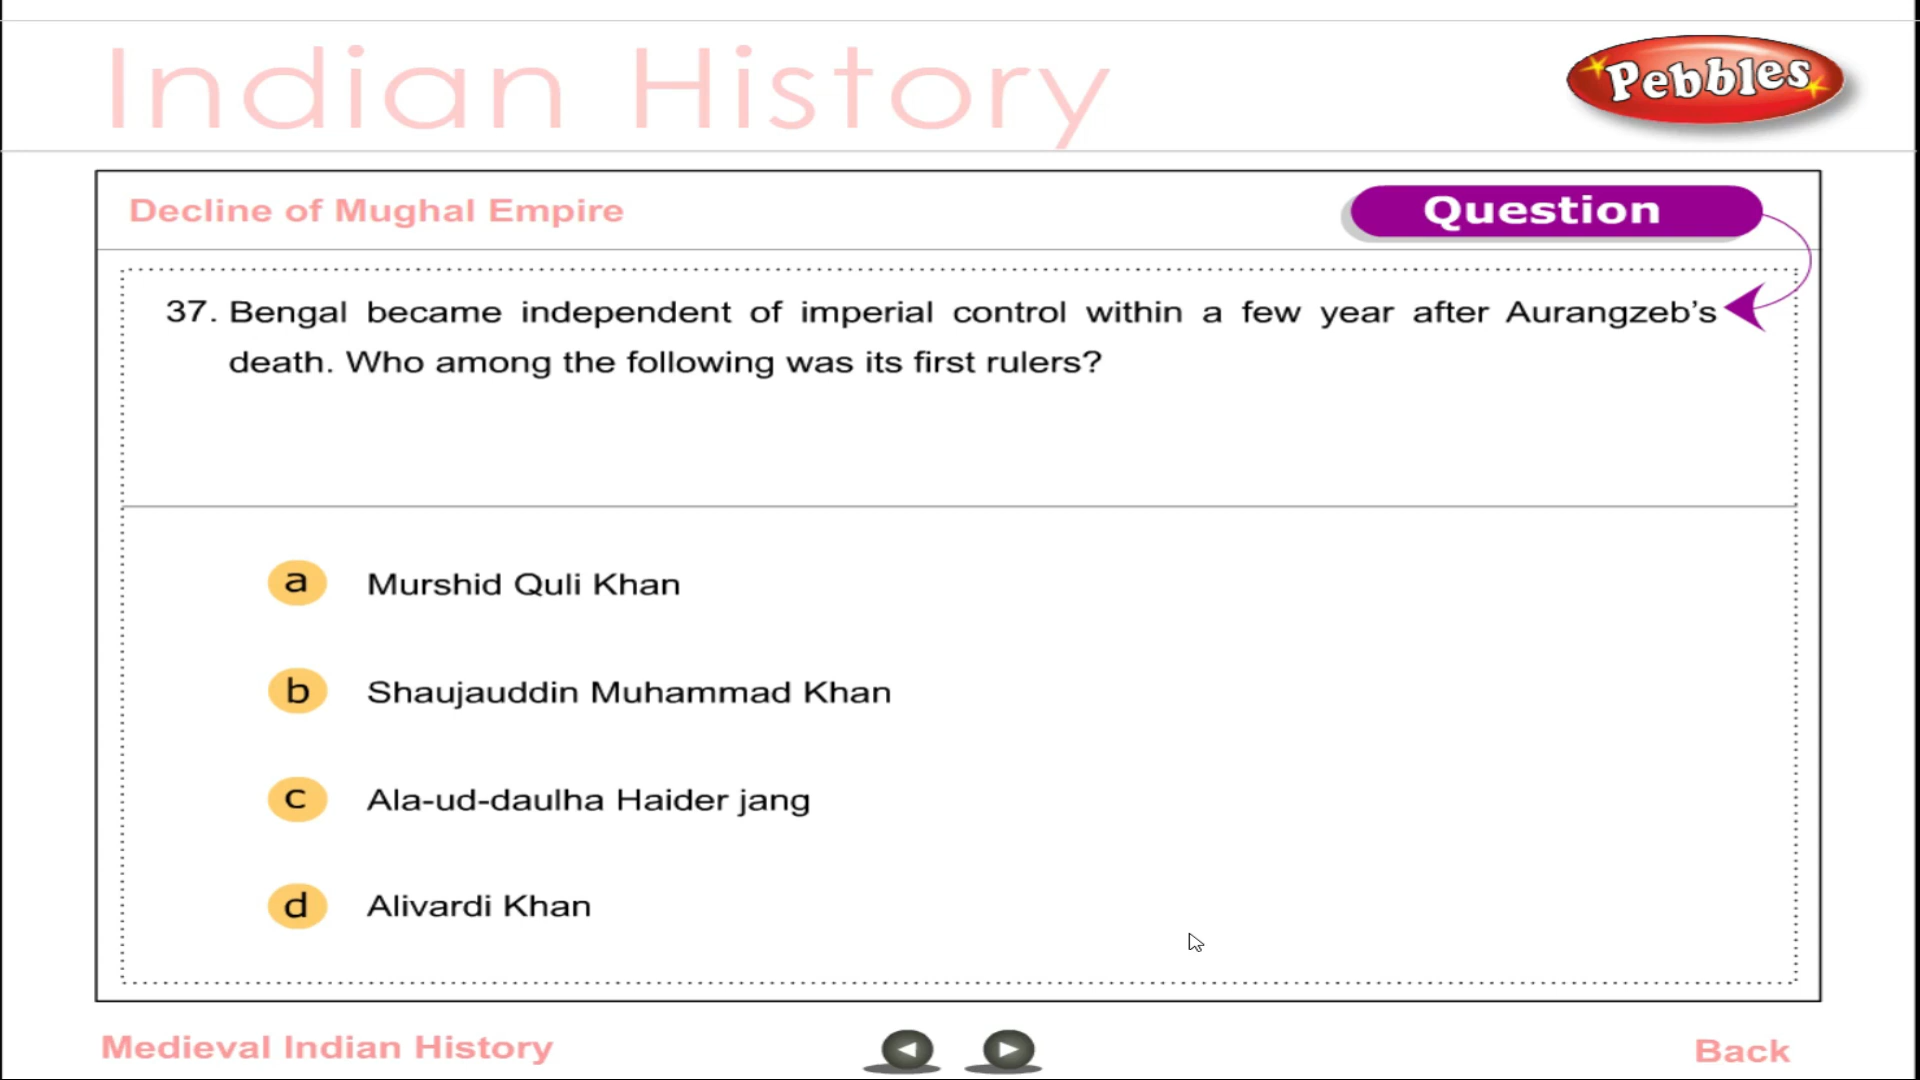 Indian History
Pebbles
Decline of Mughal Empire
Question
37. Bengal became independent of imperial control within a few year after Aurangzeb’s
death. Who among the following was its first rulers?
a Murshid Quli Khan
b Shaujauddin Muhammad Khan
c Ala-ud-daulha Haider jang
d Alivardi Khan
Medieval Indian History
Back